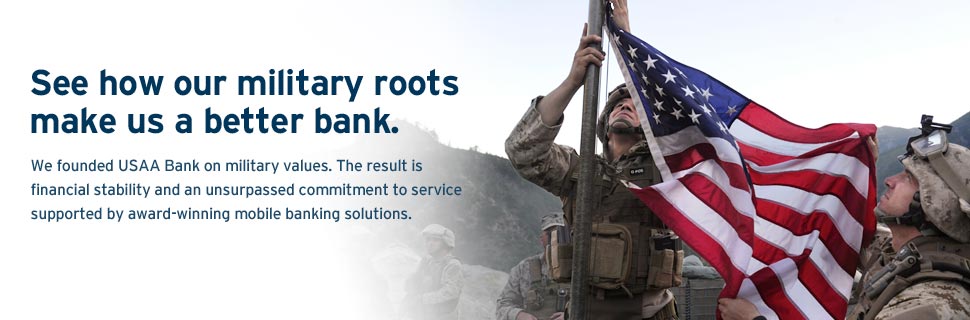 See how our military roots
make us a better bank.
We founded USAA Bank on military values. The result is
financial stability and an unsurpassed commitment to service
supported by award-winning mobile banking solutions.